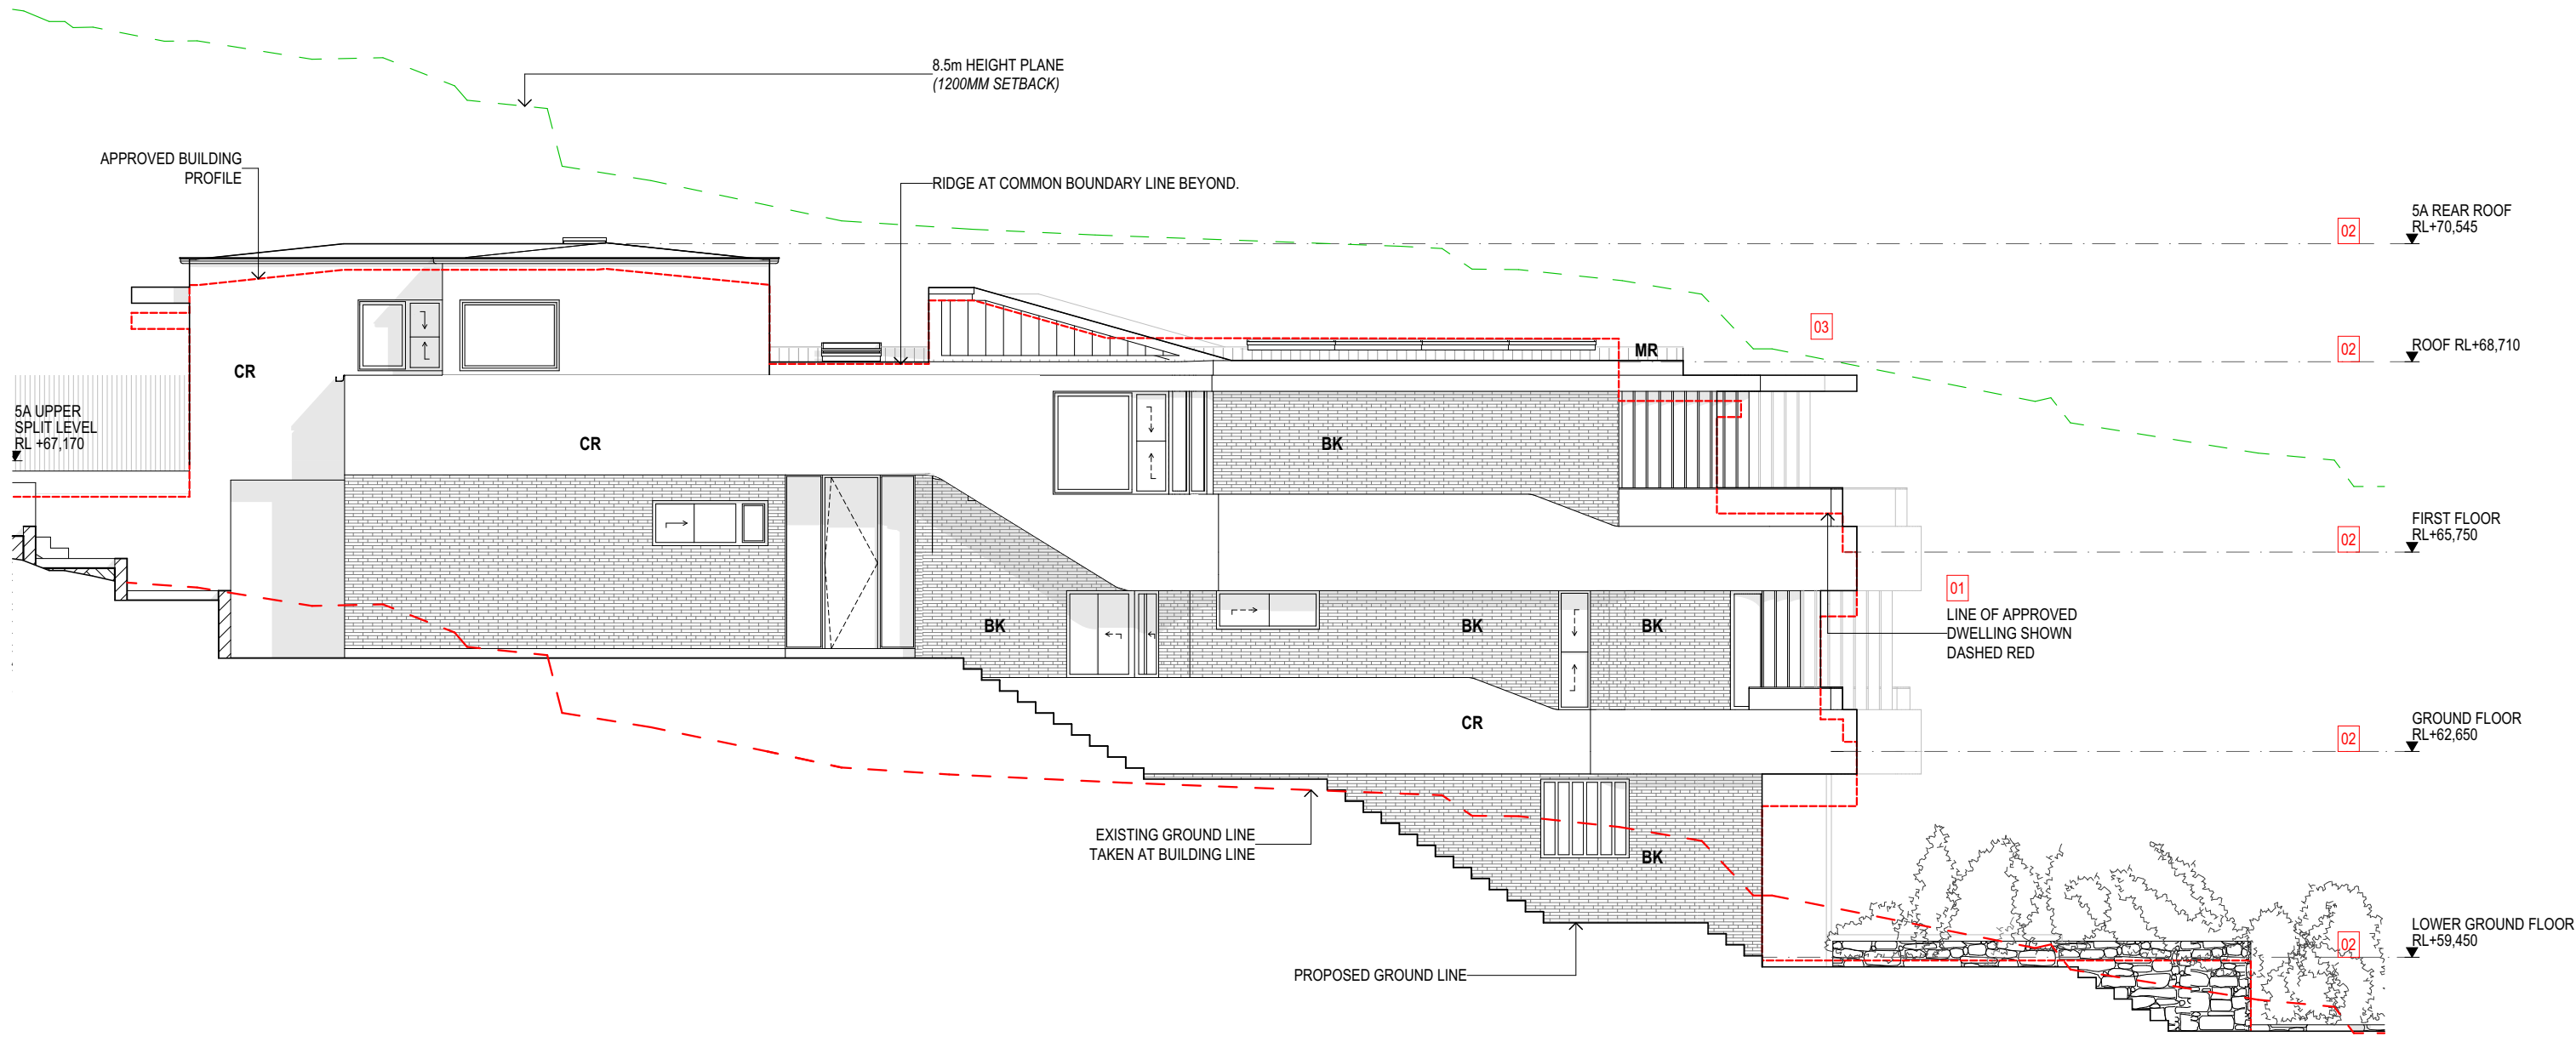 8.5m HEIGHT PLANE
(1200MM SETBACK)
APPROVED BUILDING
PROFILE
RIDGE AT COMMON BOUNDARY LINE BEYOND.
02
5A REAR ROOF
RL+70,545
03
MR
02
ROOF RL+68,710
CR
5A UPPER
SPLIT LEVEL
RL +67,170
CR
BK
02
FIRST FLOOR
RL+65,750
01
LINE OF APPROVED
DWELLING SHOWN
DASHED RED
BK
BK
BK
CR
02
GROUND FLOOR
RL+62,650
EXISTING GROUND LINE
TAKEN AT BUILDING LINE
BK
PROPOSED GROUND LINE
02
LOWER GROUND FLOOR
RL+59,450